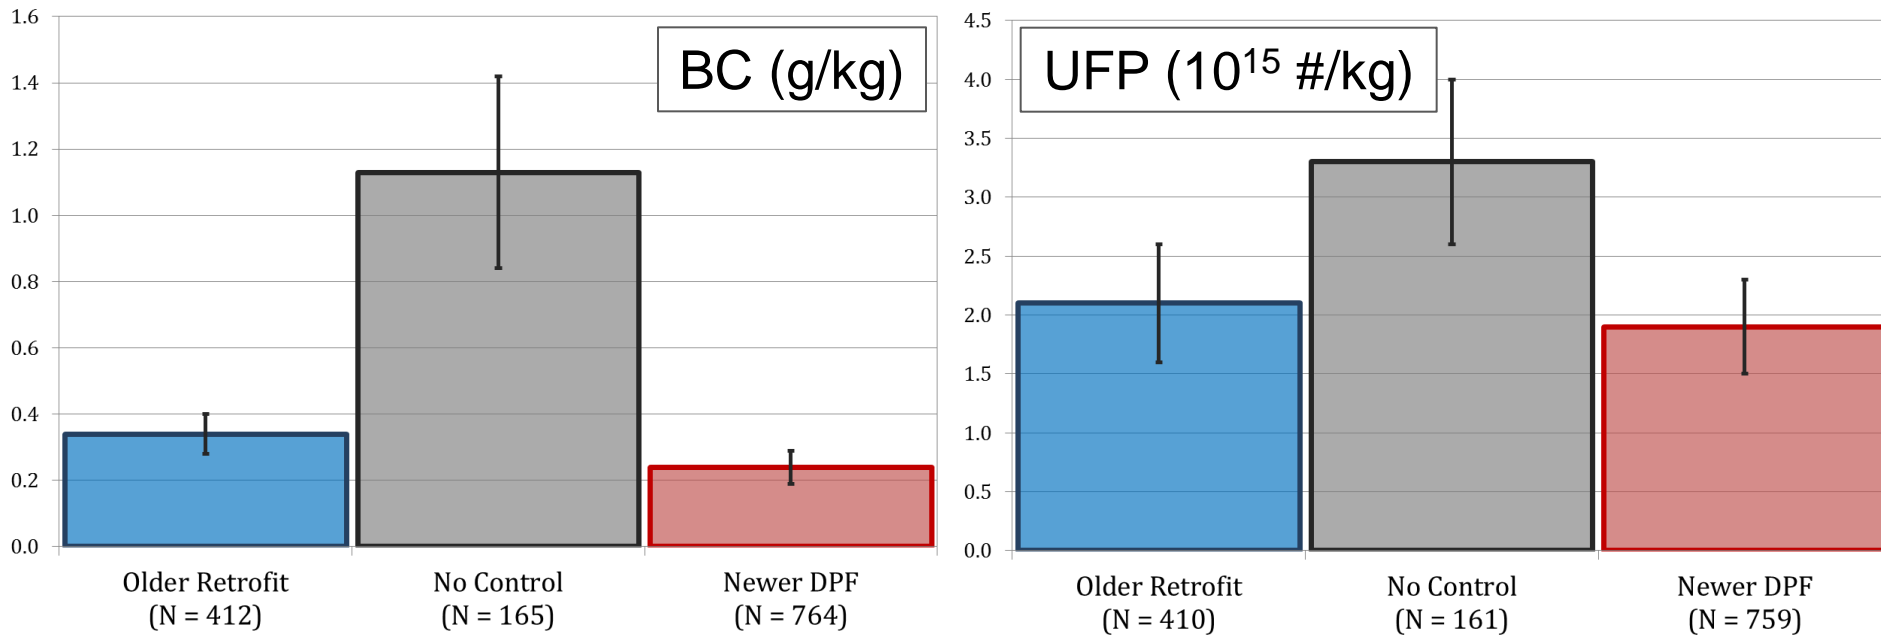 BC (g/kg)
1.6
1.4
1.2
1.0
0.8
0.6
0.4
0.2
0.0
Older Retrofit
(N = 412)
No Control
(N = 165)
Newer DPF
(N = 764)
UFP (10¹⁵ #/kg)
4.5
4.0
3.5
3.0
2.5
2.0
1.5
1.0
0.5
0.0
Older Retrofit
(N = 410)
No Control
(N = 161)
Newer DPF
(N = 759)